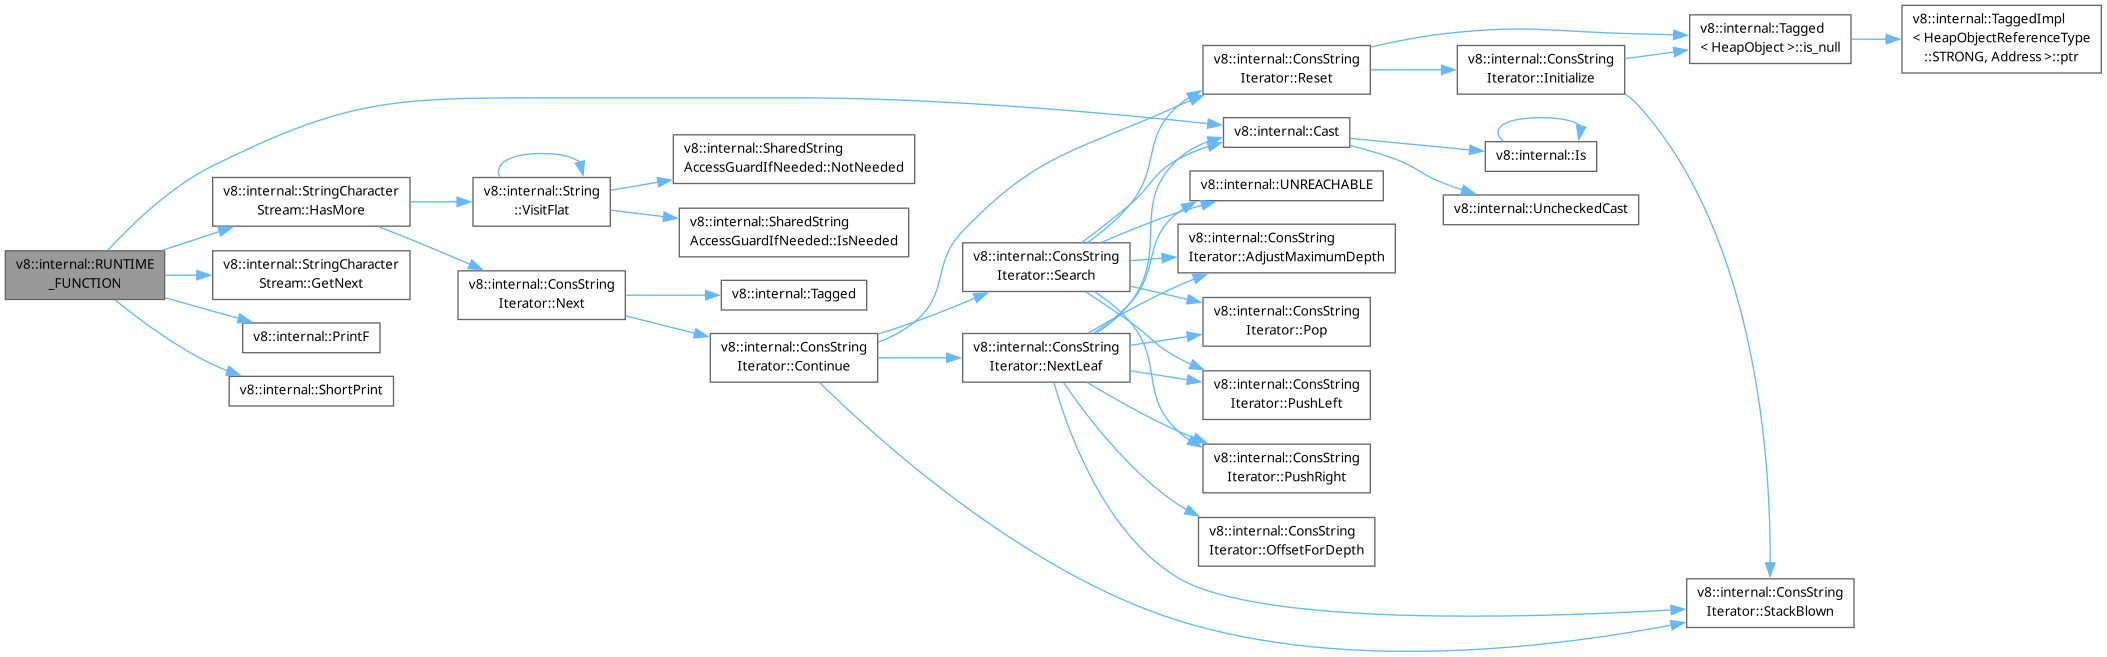 v8::internal::RUNTIME
_FUNCTION
v8::internal::StringCharacter
Stream::HasMore
v8::internal::StringCharacter
Stream::GetNext
v8::internal::PrintF
v8::internal::ShortPrint
v8::internal::String
::VisitFlat
v8::internal::ConsString
Iterator::Next
v8::internal::SharedString
AccessGuardIfNeeded::NotNeeded
v8::internal::SharedString
AccessGuardIfNeeded::IsNeeded
v8::internal::Tagged
v8::internal::ConsString
Iterator::Continue
v8::internal::ConsString
Iterator::Search
v8::internal::ConsString
Iterator::NextLeaf
v8::internal::ConsString
Iterator::Reset
v8::internal::Cast
v8::internal::UNREACHABLE
v8::internal::ConsString
Iterator::AdjustMaximumDepth
v8::internal::ConsString
Iterator::Pop
v8::internal::ConsString
Iterator::PushLeft
v8::internal::ConsString
Iterator::PushRight
v8::internal::ConsString
Iterator::OffsetForDepth
v8::internal::ConsString
Iterator::Initialize
v8::internal::Is
v8::internal::UncheckedCast
v8::internal::Tagged
< HeapObject >::is_null
v8::internal::ConsString
Iterator::StackBlown
v8::internal::TaggedImpl
< HeapObjectReferenceType
::STRONG, Address >::ptr